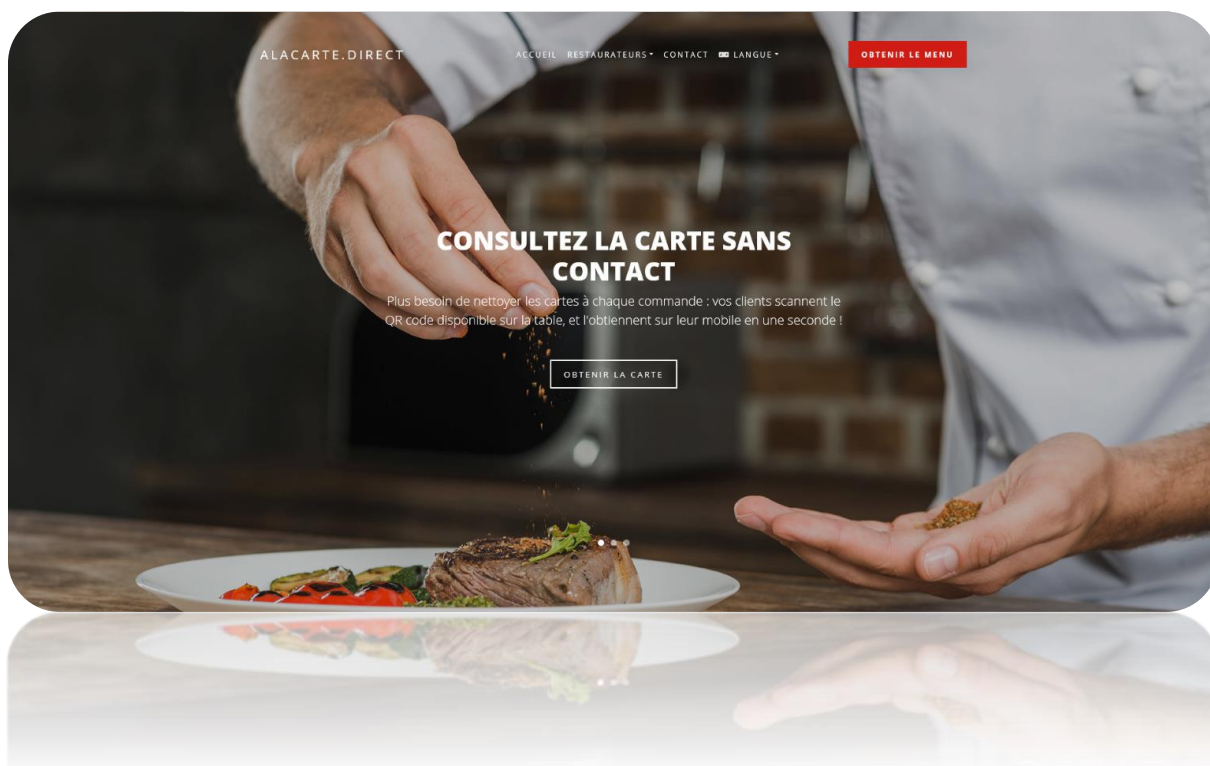 ALACARTE.DIRECT
ACCUEIL RESTAURATEURS CONTACT LANGUE
OBTENIR LE MENU
CONSULTEZ LA CARTE SANS
CONTACT
Plus besoin de nettoyer les cartes à chaque commande : vos clients scannent le
QR code disponible sur la table, et l'obtiennent sur leur mobile en une seconde !
OBTENIR LA CARTE